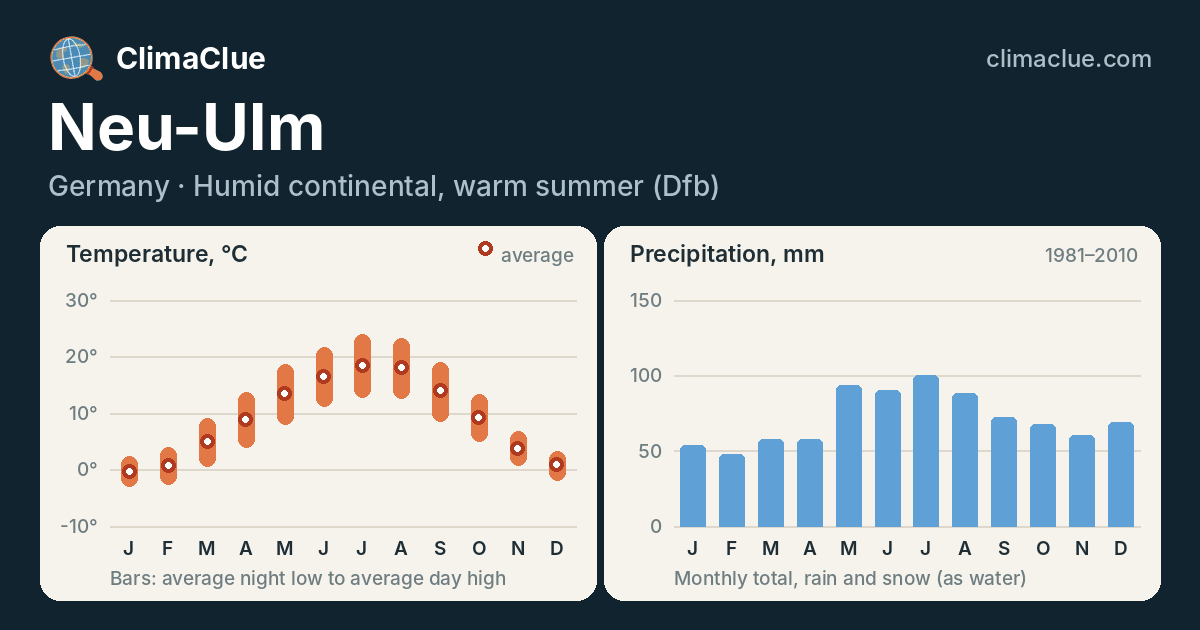 ClimaClue
climaclue.com
Neu-Ulm
Germany · Humid continental, warm summer (Dfb)
Temperature, °C
average
30°
20°
10°
0°
-10°
J F M A M J J A S O N D
Bars: average night low to average day high
Precipitation, mm
1981–2010
150
100
50
0
J F M A M J J A S O N D
Monthly total, rain and snow (as water)